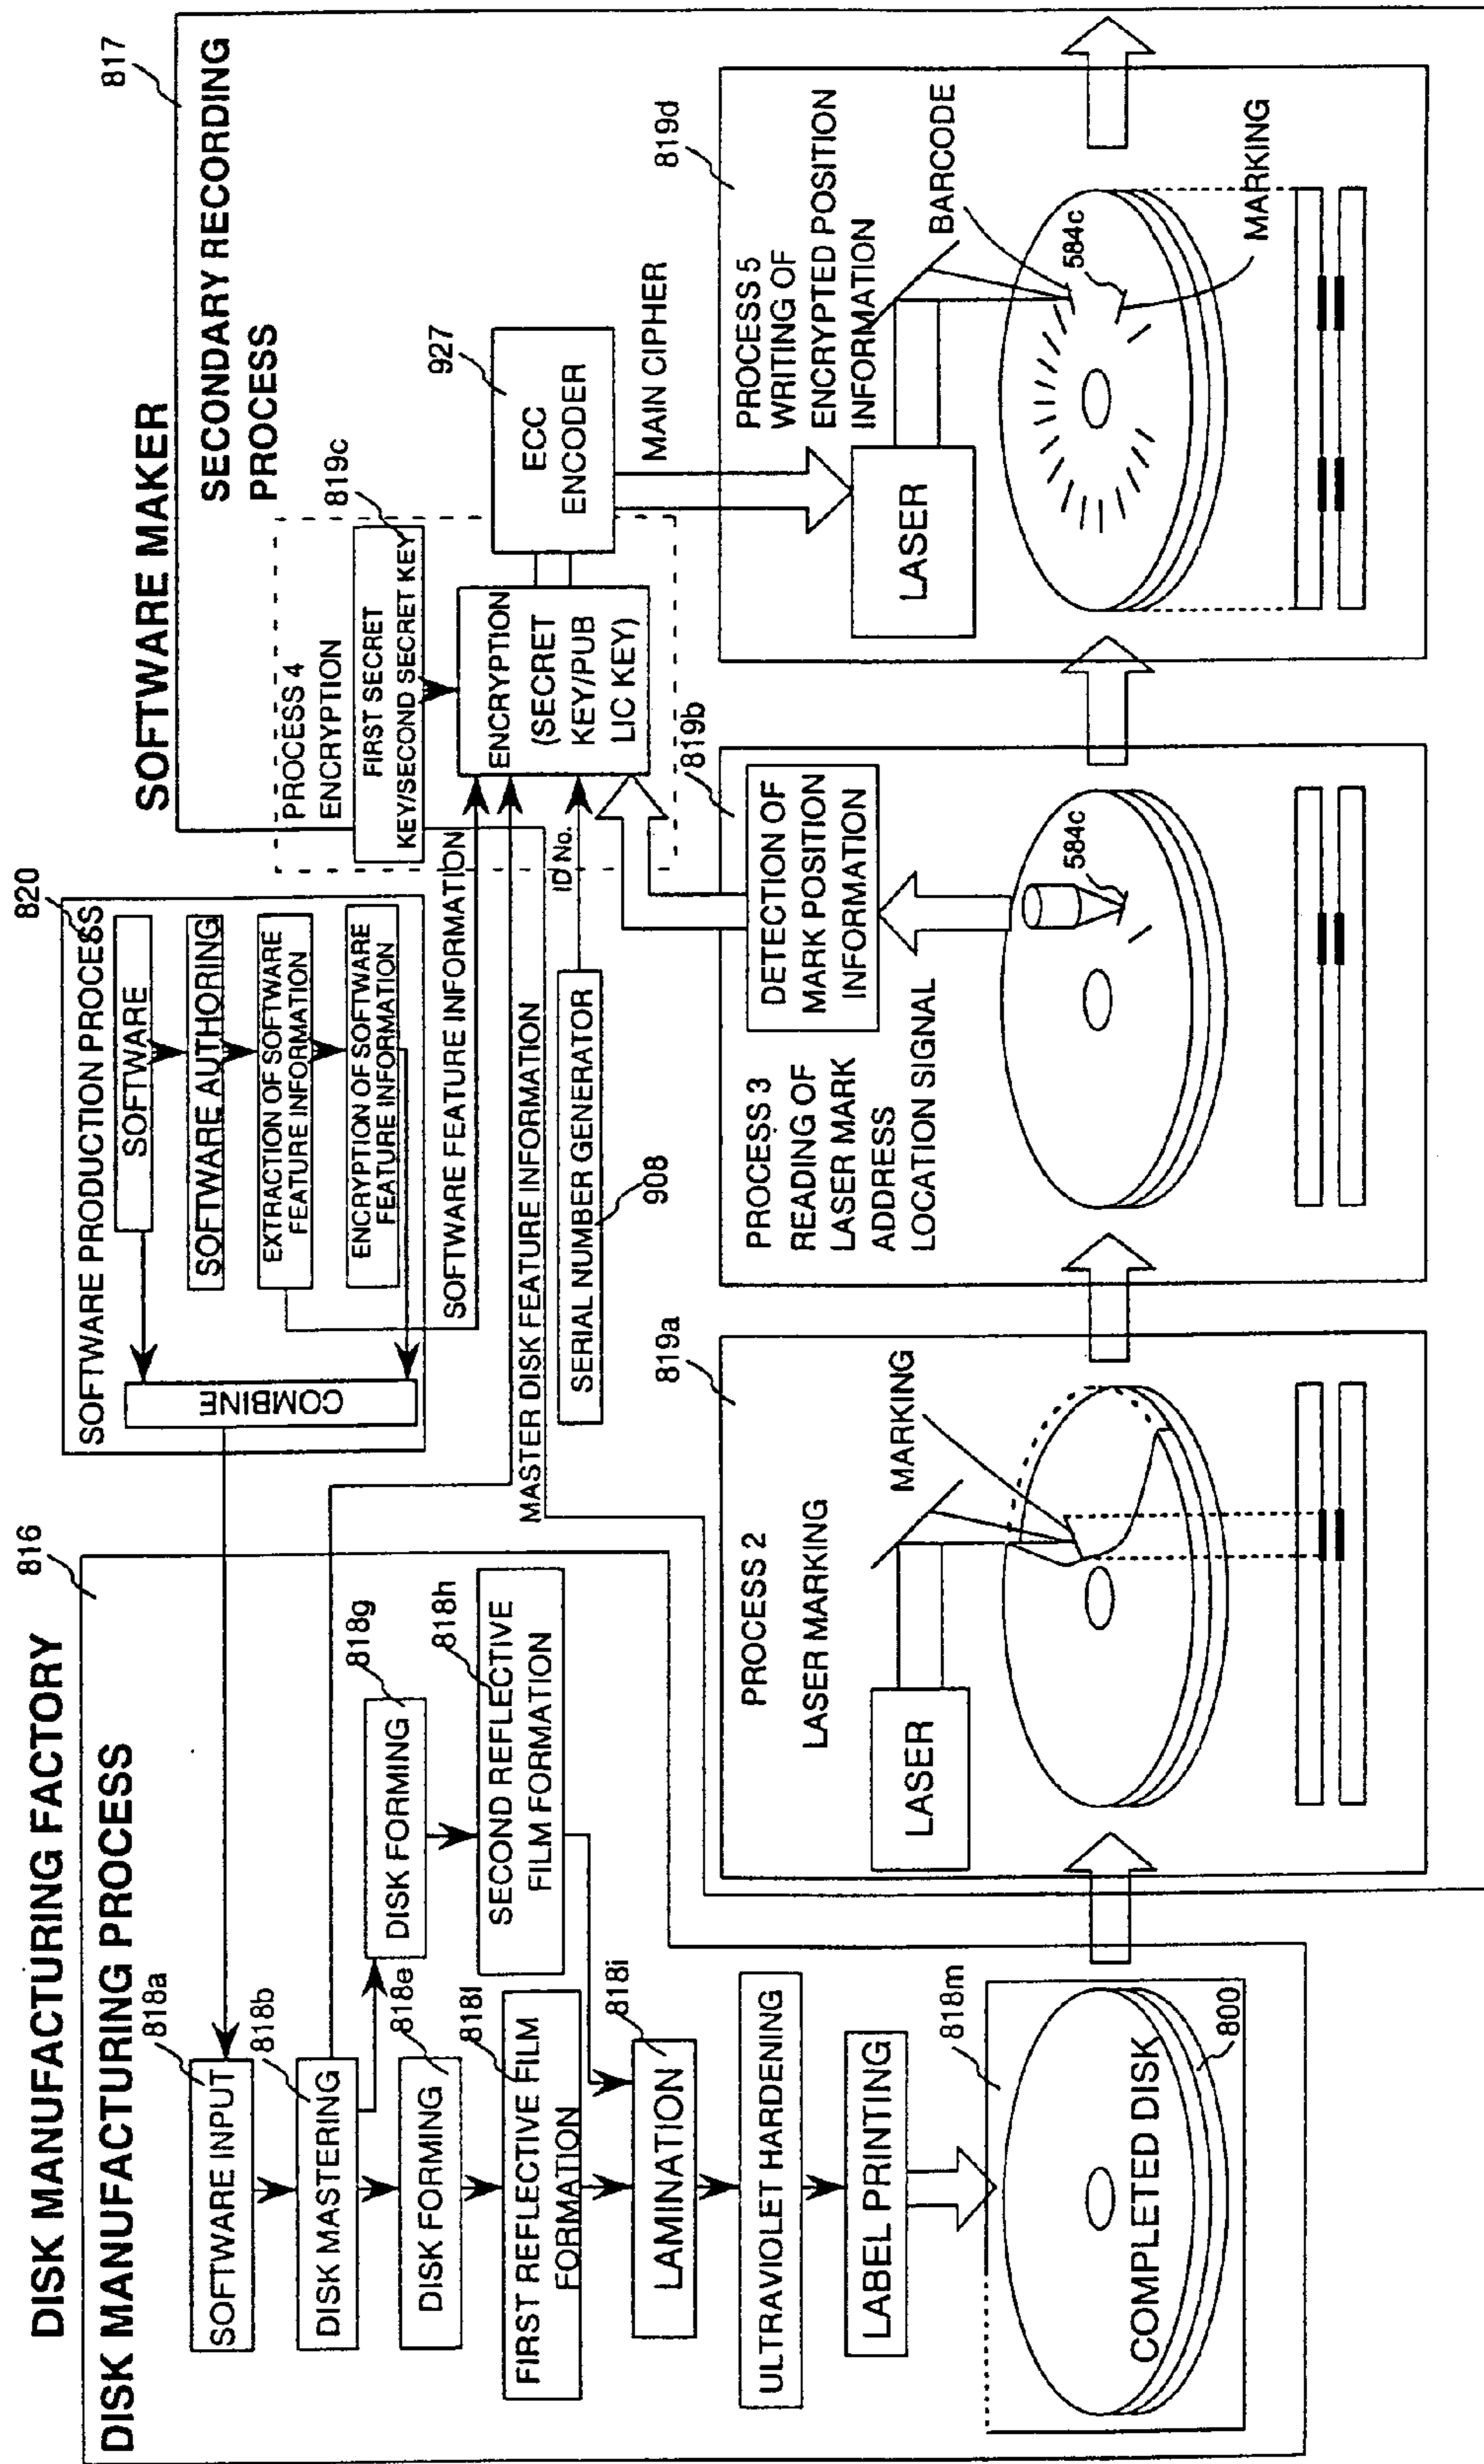 DISK MANUFACTURING FACTORY
816
DISK MANUFACTURING PROCESS
818a
SOFTWARE INPUT
818b
DISK MASTERING
818g
DISK FORMING
818e
DISK FORMING
818h
SECOND REFLECTIVE
FILM FORMATION
818l
FIRST REFLECTIVE FILM
FORMATION
818i
LAMINATION
ULTRAVIOLET HARDENING
LABEL PRINTING
818m
COMPLETED DISK
800
820
SOFTWARE PRODUCTION PROCESS
SOFTWARE
SOFTWARE AUTHORING
EXTRACTION OF SOFTWARE
FEATURE INFORMATION
ENCRYPTION OF SOFTWARE
FEATURE INFORMATION
COMBINE
SOFTWARE FEATURE INFORMATION
MASTER DISK FEATURE INFORMATION
ID No.
SERIAL NUMBER GENERATOR
908
SOFTWARE MAKER
817
SECONDARY RECORDING
PROCESS
PROCESS 4
ENCRYPTION
819c
FIRST SECRET
KEY/SECOND SECRET KEY
ENCRYPTION
(SECRET
KEY/PUB
LIC KEY)
927
ECC
ENCODER
MAIN CIPHER
819a
PROCESS 2
LASER MARKING
LASER
MARKING
819b
PROCESS 3
READING OF
LASER MARK
ADDRESS
LOCATION SIGNAL
DETECTION OF
MARK POSITION
INFORMATION
584c
819d
PROCESS 5
WRITING OF
ENCRYPTED POSITION
INFORMATION
LASER
BARCODE
584c
MARKING